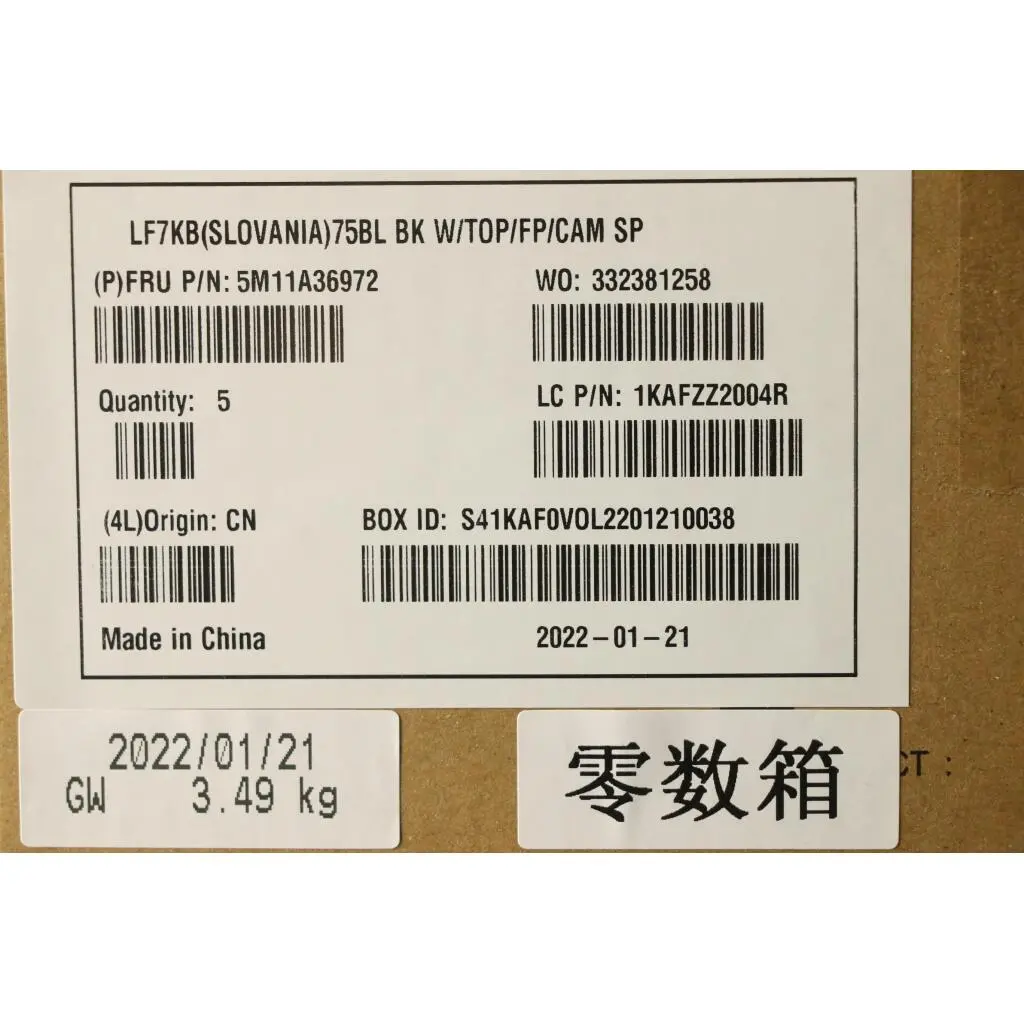 LF7KB(SLOVANIA)75BL BK W/TOP/FP/CAM SP
(P)FRU P/N: 5M11A36972 WO: 332381258
Quantity: 5 LC P/N: 1KAFZZ2004R
(4L)Origin: CN BOX ID: S41KAF0VOL2201210038
Made in China 2022-01-21
2022/01/21
GW 3.49 kg
零数箱
CT :